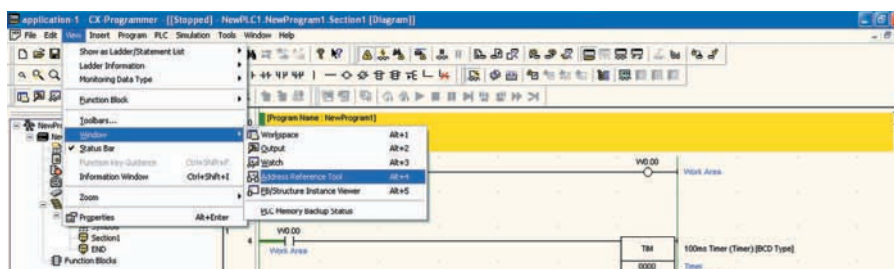 application-1 - CX-Programmer - [[Stopped] - NewPLC1.NewProgram1.Section1 [Diagram]]
File Edit View Insert Program PLC Simulation Tools Window Help
Show as Ladder/Statement List
Ladder Information
Monitoring Data Type
Function Block
Toolbars...
Window
Status Bar
Function Key Guidance Ctrl+Shift+F
Information Window Ctrl+Shift+I
Zoom
Properties Alt+Enter
Workspace Alt+1
Output Alt+2
Watch Alt+3
Address Reference Tool Alt+4
FB/Structure Instance Viewer Alt+5
PLC Memory Backup Status
0
[Program Name : NewProgram1]
W0.00
Work Area
Section1
END
Function Blocks
1
4
W0.00
Work Area
TIM
100ms Timer (Timer) [BCD Type]
0000
Timer